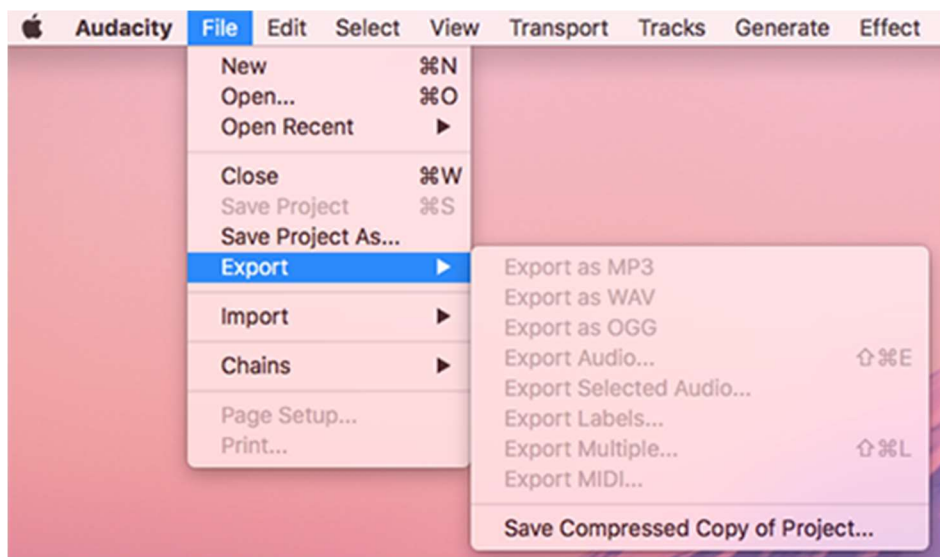 Audacity File Edit Select View Transport Tracks Generate Effect
New ⌘N
Open... ⌘O
Open Recent ▶
Close ⌘W
Save Project ⌘S
Save Project As...
Export ▶
Import ▶
Chains ▶
Page Setup...
Print...
Export as MP3
Export as WAV
Export as OGG
Export Audio... ⇧⌘E
Export Selected Audio...
Export Labels...
Export Multiple... ⇧⌘L
Export MIDI...
Save Compressed Copy of Project...